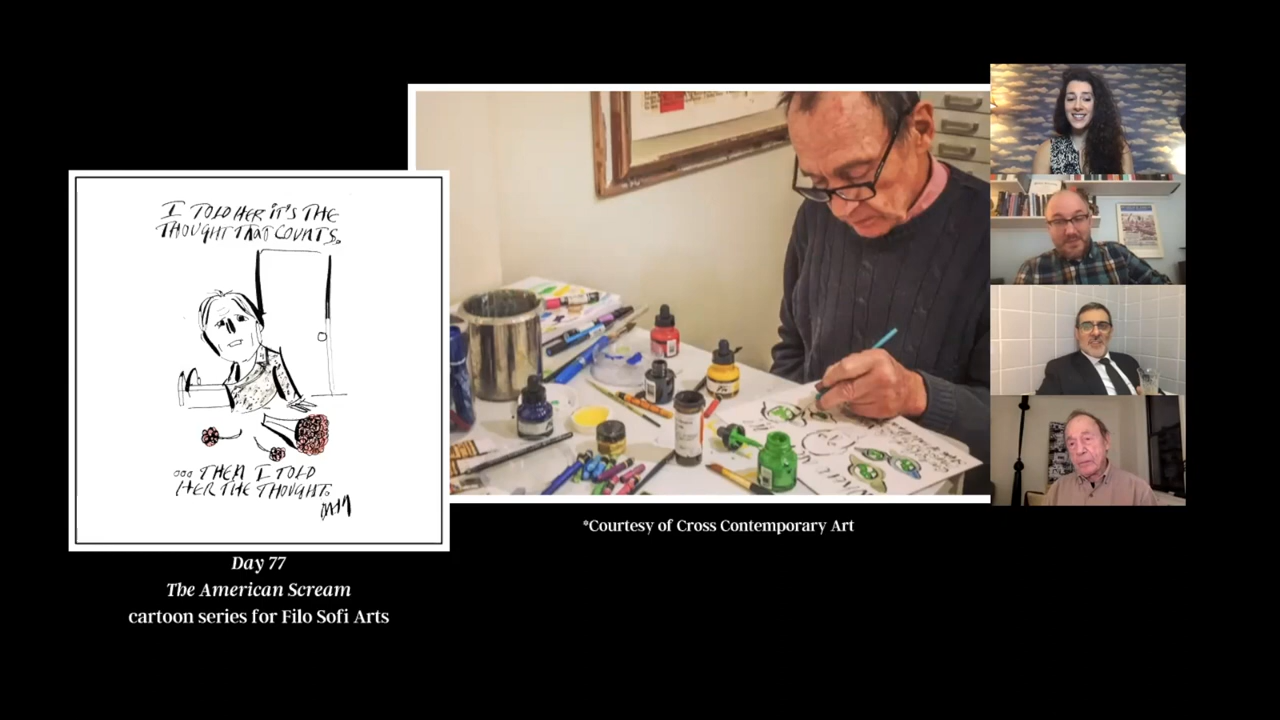 I TOLD HER IT'S THE
THOUGHT THAT COUNTS.
... THEN I TOLD
HER THE THOUGHT.
Day 77
The American Scream
cartoon series for Filo Sofi Arts
*Courtesy of Cross Contemporary Art